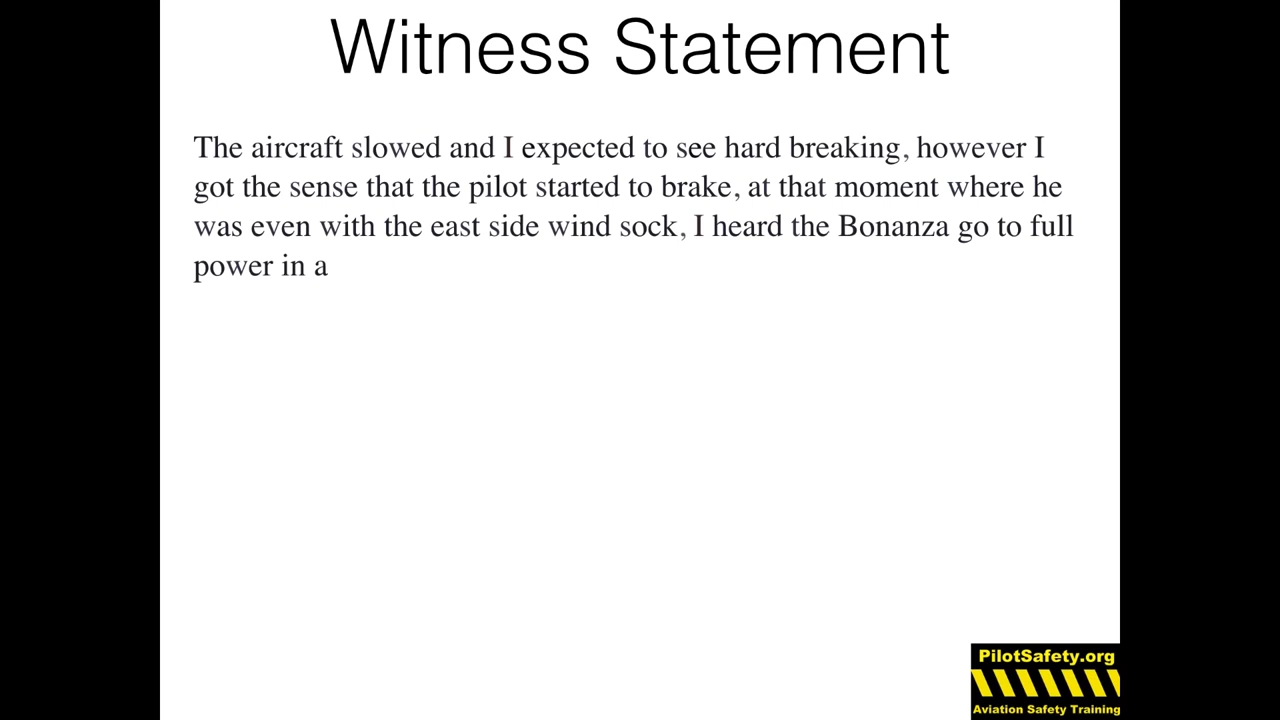 Witness Statement
The aircraft slowed and I expected to see hard breaking, however I
got the sense that the pilot started to brake, at that moment where he
was even with the east side wind sock, I heard the Bonanza go to full
power in a
PilotSafety.org
Aviation Safety Training